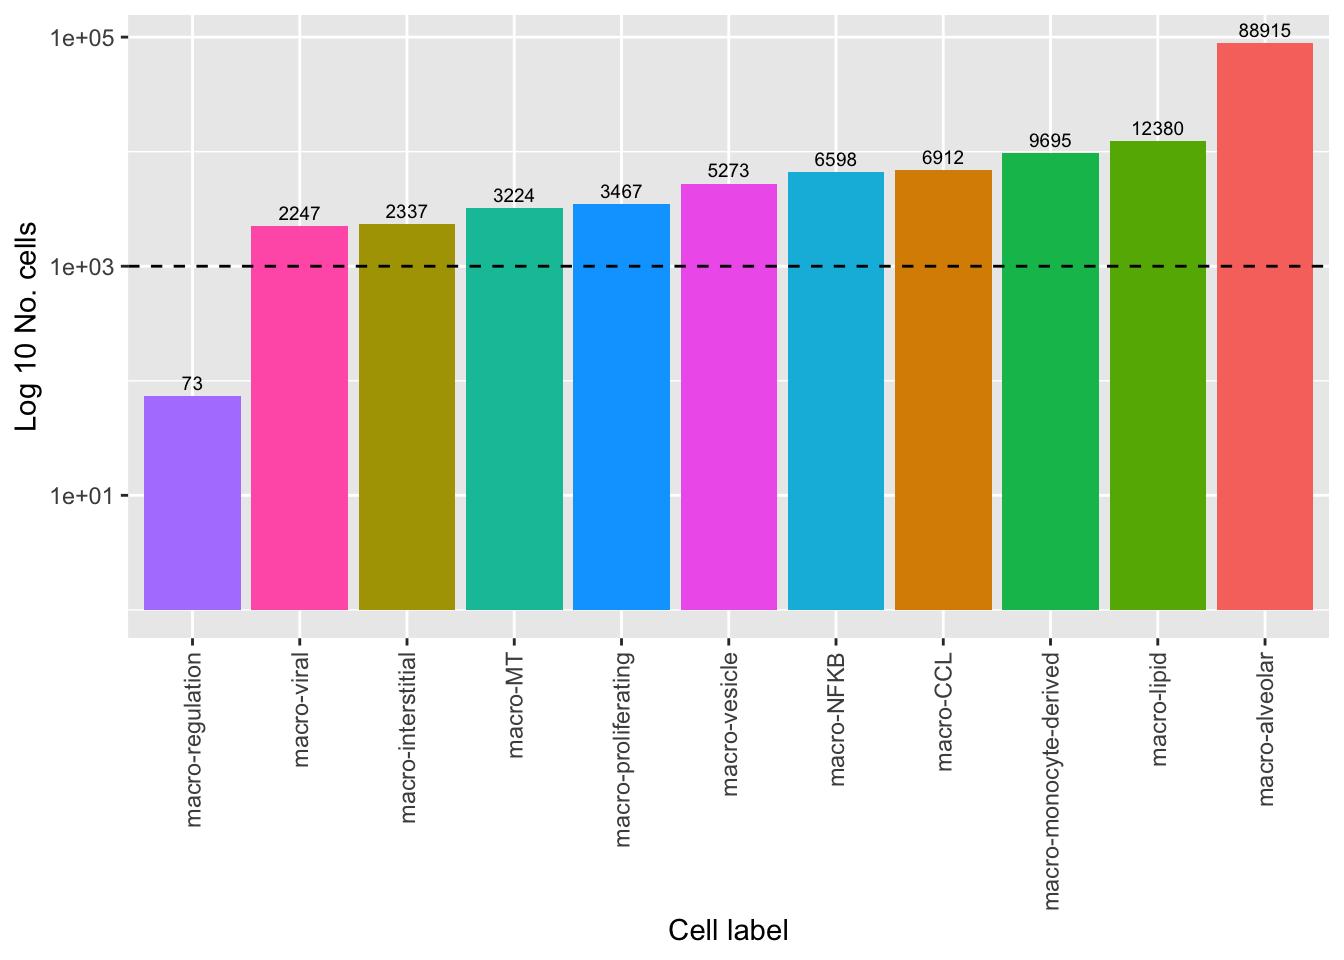 Log 10 No. cells
1e+05
1e+03
1e+01
73
2247
2337
3224
3467
5273
6598
6912
9695
12380
88915
macro-regulation
macro-viral
macro-interstitial
macro-MT
macro-proliferating
macro-vesicle
macro-NFKB
macro-CCL
macro-monocyte-derived
macro-lipid
macro-alveolar
Cell label